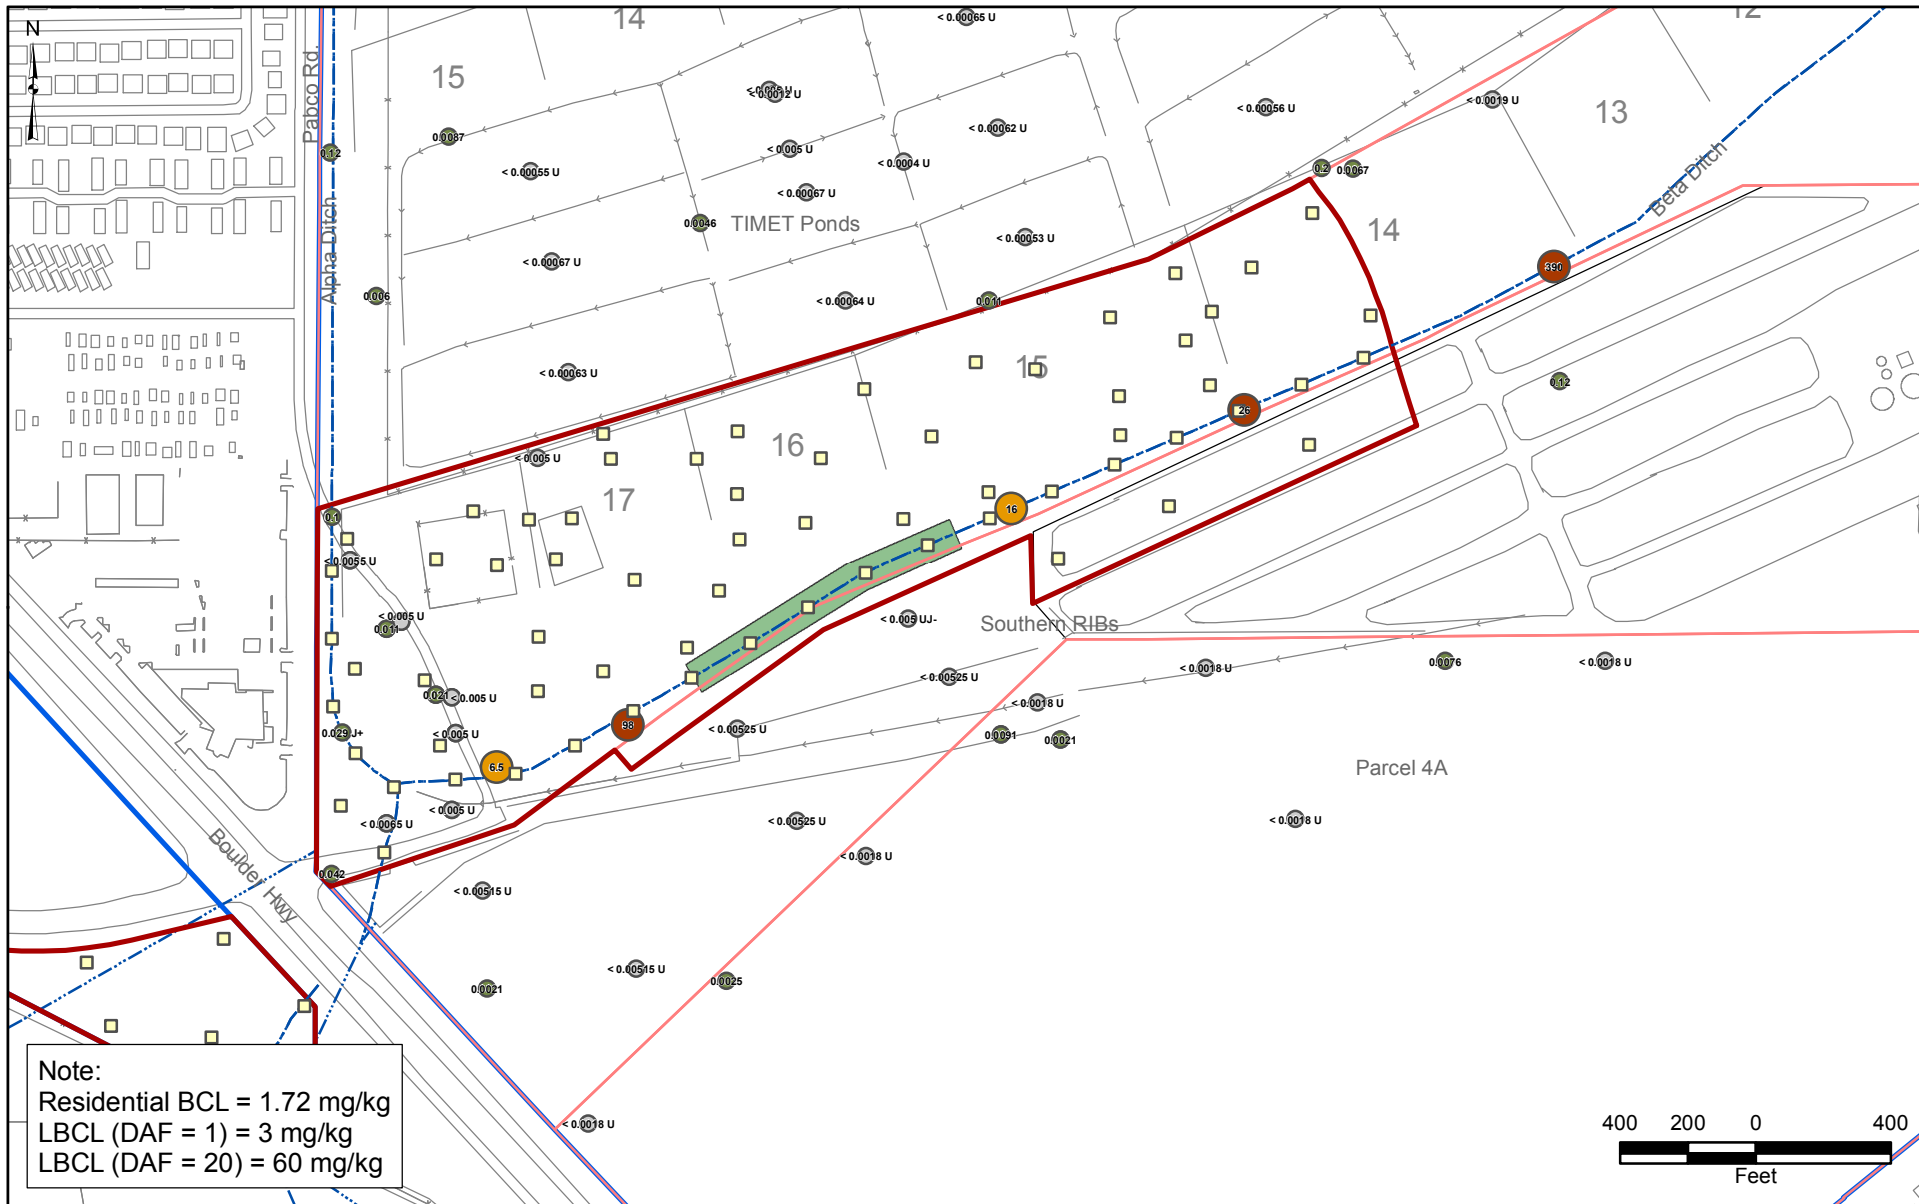 N
14
12
< 0.00065 U
15
Pabco Rd.
< 0.0012 U
< 0.00056 U
< 0.0019 U
13
0.0087
0.12
< 0.00062 U
< 0.005 U
< 0.0004 U
< 0.00055 U
0.2
0.0067
< 0.00067 U
Beta Ditch
Alpha Ditch
0.0046
TIMET Ponds
14
< 0.00053 U
< 0.00067 U
390
0.006
< 0.00064 U
0.011
< 0.00063 U
15
0.12
26
16
< 0.005 U
17
16
0.1
< 0.0055 U
< 0.005 U
0.011
< 0.005 UJ-
Southern RIBs
< 0.0018 U
0.0076
< 0.0018 U
< 0.00525 U
0.021
< 0.005 U
< 0.0018 U
98
< 0.00525 U
0.029 J+
< 0.005 U
0.0091
0.0021
6.5
Parcel 4A
< 0.005 U
< 0.0065 U
< 0.00525 U
< 0.0018 U
Boulder Hwy
< 0.0018 U
0.042
< 0.00515 U
< 0.00515 U
0.0021
0.0025
Note:
Residential BCL = 1.72 mg/kg
LBCL (DAF = 1) = 3 mg/kg
LBCL (DAF = 20) = 60 mg/kg
< 0.0018 U
400 200 0 400
Feet